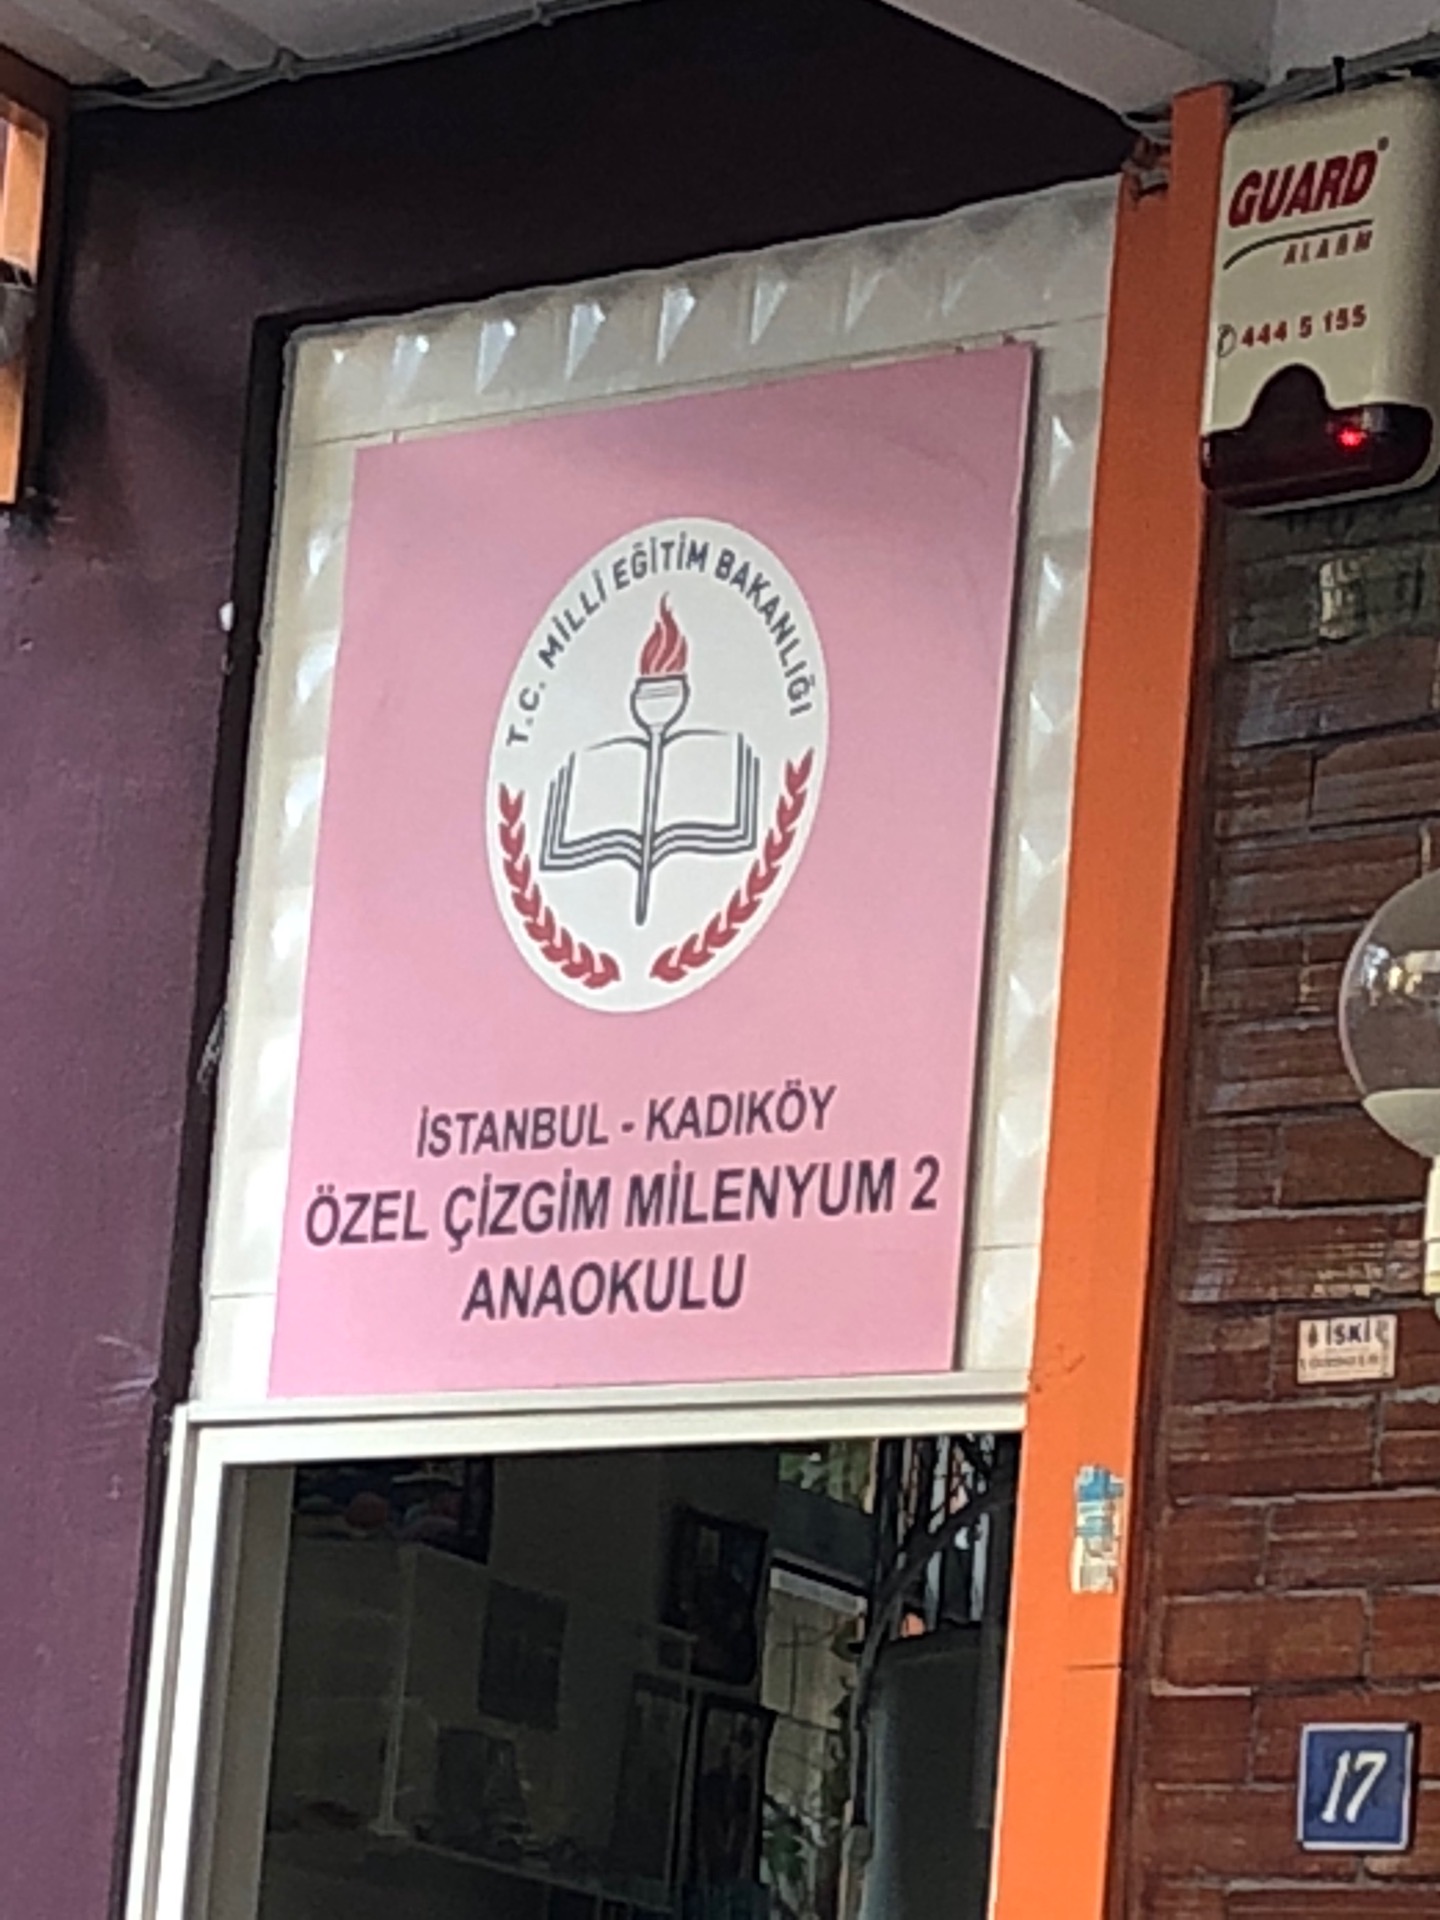 GUARD®
ALARM
444 5 155
T.C. MİLLİ EĞİTİM BAKANLIĞI
İSTANBUL - KADIKÖY
ÖZEL ÇİZGİM MİLENYUM 2
ANAOKULU
İSKİ
17